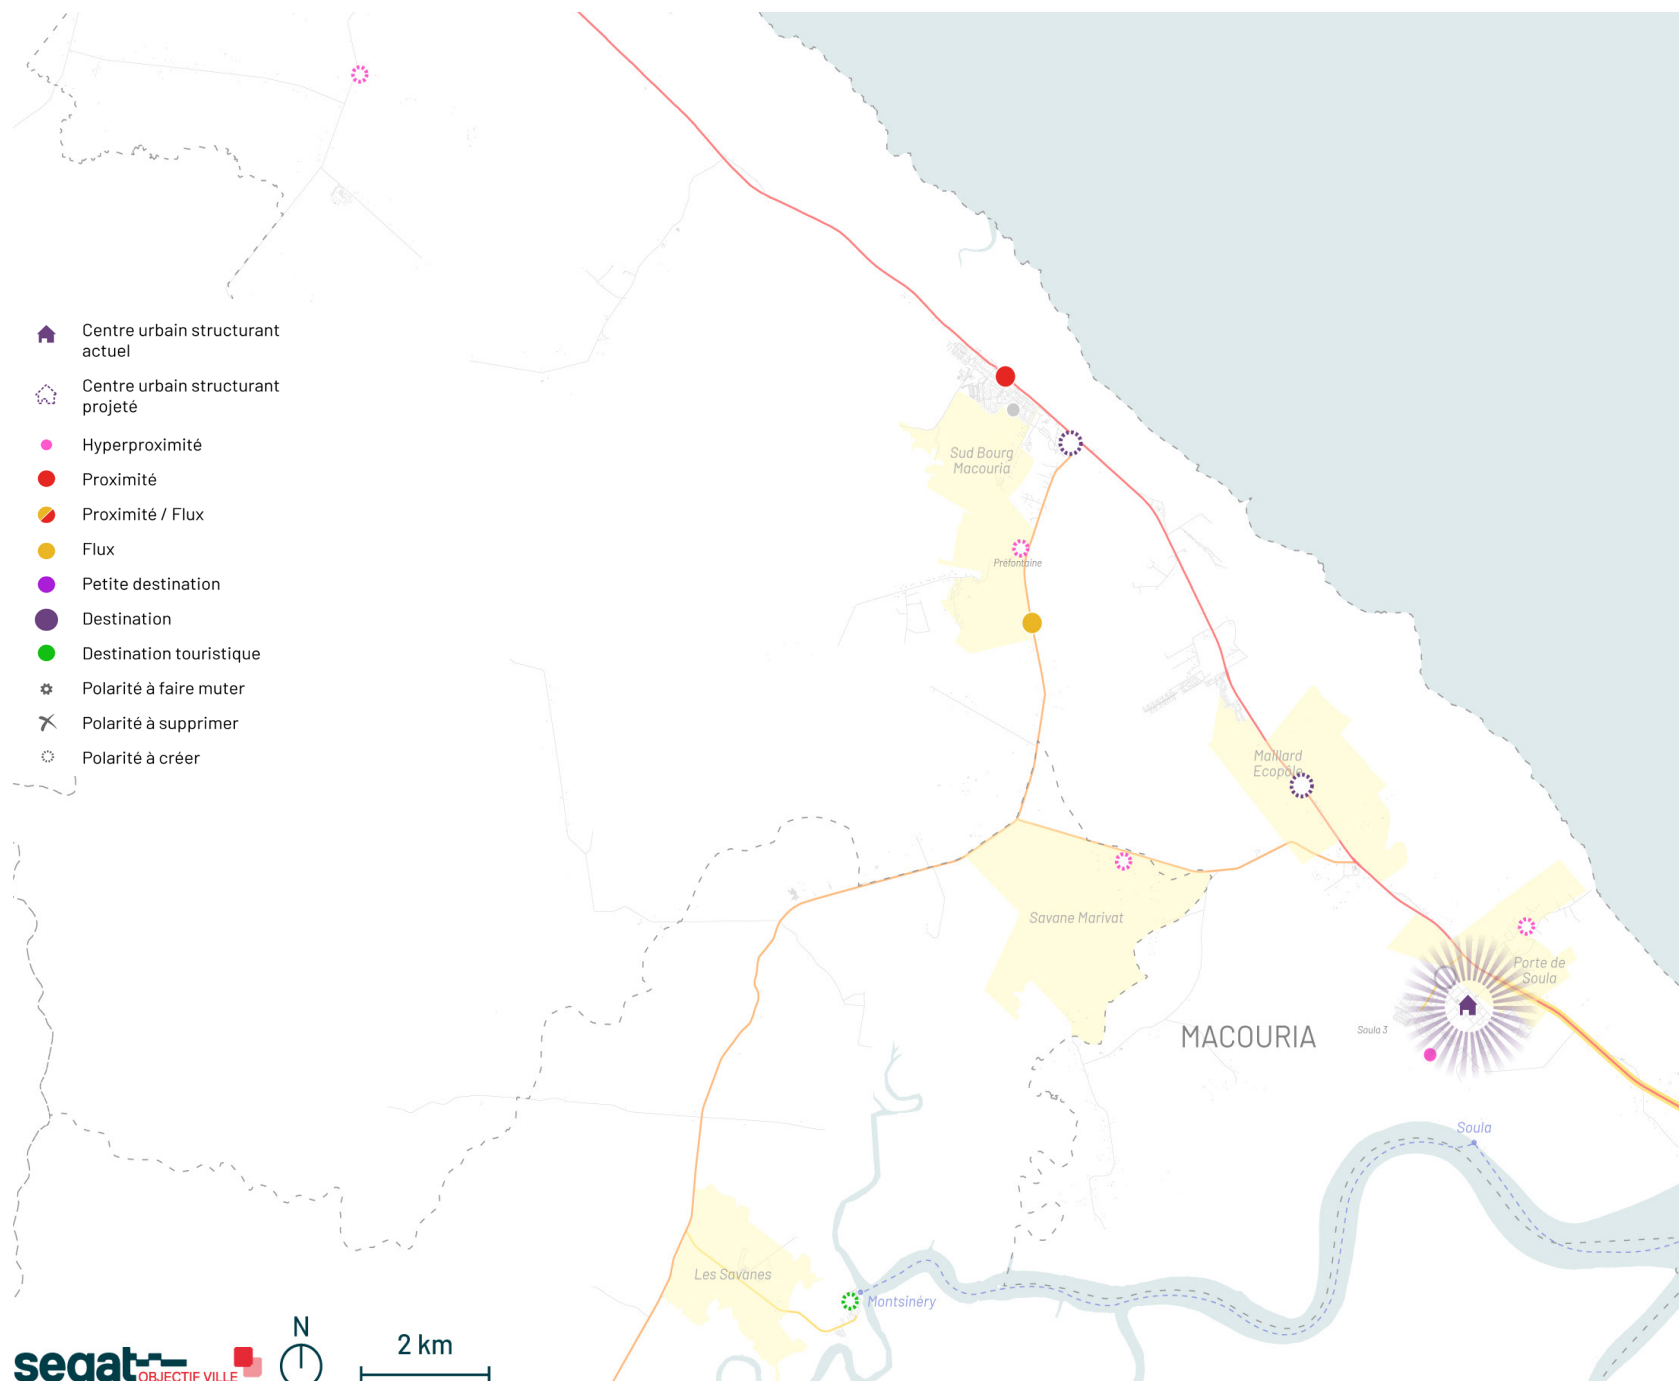 Centre urbain structurant
actuel
Centre urbain structurant
projeté
Hyperproximité
Proximité
Proximité / Flux
Flux
Petite destination
Destination
Destination touristique
Polarité à faire muter
Polarité à supprimer
Polarité à créer
Sud Bourg
Macouria
Préfontaine
Maillard
Ecopôle
Savane Marivat
Porte de
Soula
Soula 3
MACOURIA
Soula
Les Savanes
Montsinéry
N
2 km
segat
OBJECTIF VILLE